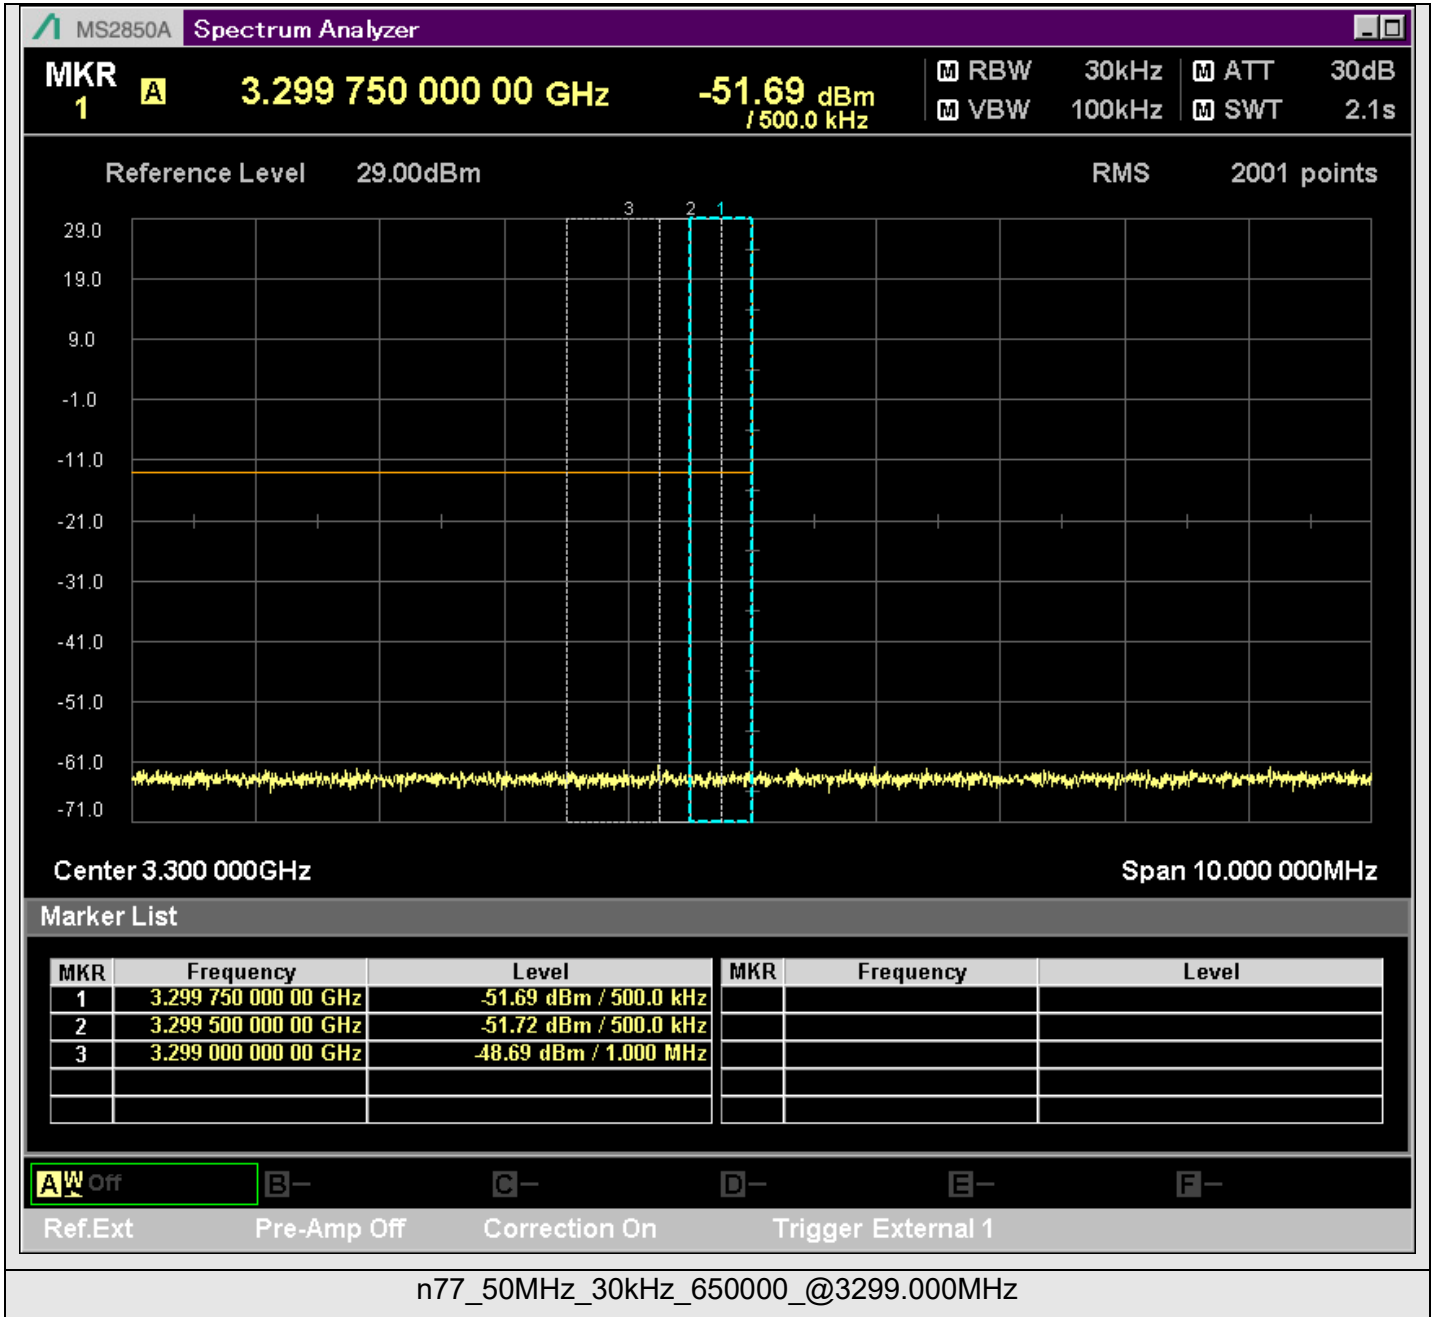 MS2850A Spectrum Analyzer
MKR 1 A 3.299 750 000 00 GHz -51.69 dBm / 500.0 kHz
M RBW 30kHz M ATT 30dB
M VBW 100kHz M SWT 2.1s
Reference Level 29.00dBm RMS 2001 points
3 2 1
29.0
19.0
9.0
-1.0
-11.0
-21.0
-31.0
-41.0
-51.0
-61.0
-71.0
Center 3.300 000GHz Span 10.000 000MHz
Marker List
MKR Frequency Level MKR Frequency Level
1 3.299 750 000 00 GHz -51.69 dBm / 500.0 kHz
2 3.299 500 000 00 GHz -51.72 dBm / 500.0 kHz
3 3.299 000 000 00 GHz -48.69 dBm / 1.000 MHz
A W Off B — C — D — E — F —
Ref.Ext Pre-Amp Off Correction On Trigger External 1
n77_50MHz_30kHz_650000_@3299.000MHz